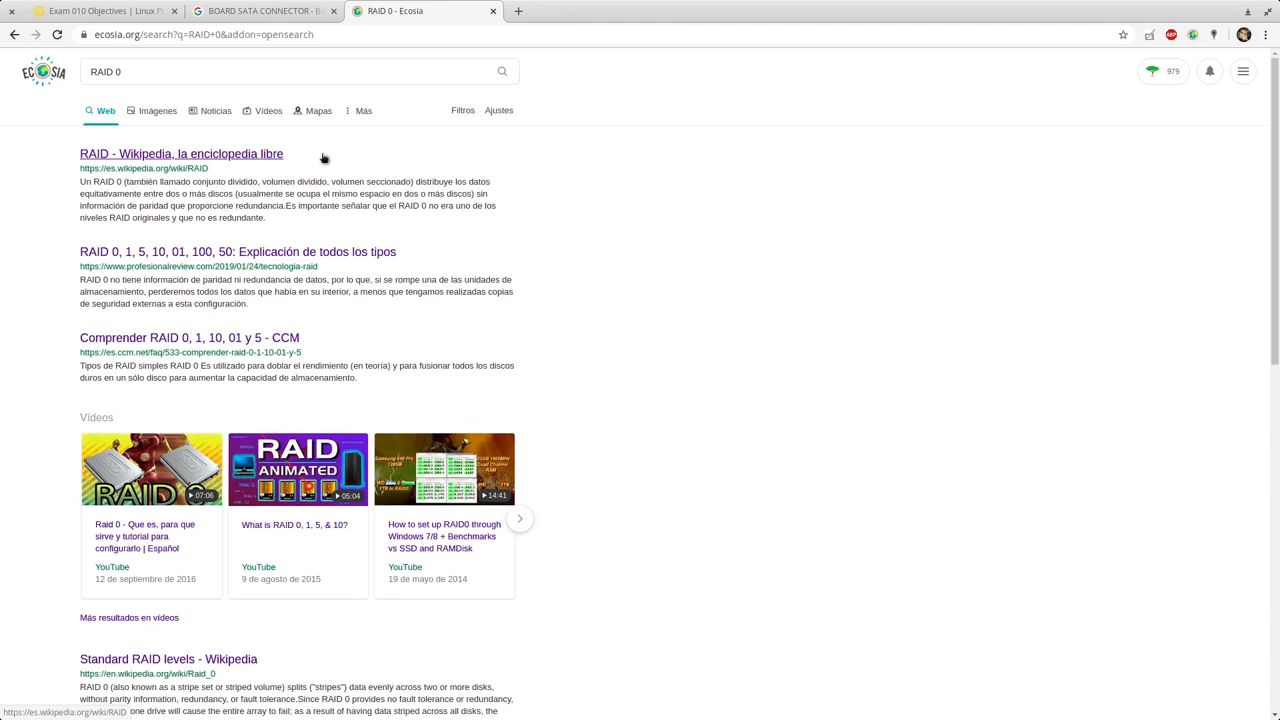 Exam 010 Objectives | Linux P
BOARD SATA CONNECTOR - B
RAID 0 - Ecosia
ecosia.org/search?q=RAID+0&addon=opensearch
ABP
ECOSIA
RAID 0
979
Web
Imágenes
Noticias
Vídeos
Mapas
Más
Filtros
Ajustes
RAID - Wikipedia, la enciclopedia libre
https://es.wikipedia.org/wiki/RAID
Un RAID 0 (también llamado conjunto dividido, volumen dividido, volumen seccionado) distribuye los datos
equitativamente entre dos o más discos (usualmente se ocupa el mismo espacio en dos o más discos) sin
información de paridad que proporcione redundancia.Es importante señalar que el RAID 0 no era uno de los
niveles RAID originales y que no es redundante.
RAID 0, 1, 5, 10, 01, 100, 50: Explicación de todos los tipos
https://www.profesionalreview.com/2019/01/24/tecnologia-raid
RAID 0 no tiene información de paridad ni redundancia de datos, por lo que, si se rompe una de las unidades de
almacenamiento, perderemos todos los datos que había en su interior, a menos que tengamos realizadas copias
de seguridad externas a esta configuración.
Comprender RAID 0, 1, 10, 01 y 5 - CCM
https://es.ccm.net/faq/533-comprender-raid-0-1-10-01-y-5
Tipos de RAID simples RAID 0 Es utilizado para doblar el rendimiento (en teoría) y para fusionar todos los discos
duros en un sólo disco para aumentar la capacidad de almacenamiento.
Vídeos
RAID 0
07:06
Raid 0 - Que es, para que
sirve y tutorial para
configurarlo | Español
YouTube
12 de septiembre de 2016
RAID
ANIMATED
05:04
What is RAID 0, 1, 5, & 10?
YouTube
9 de agosto de 2015
14:41
How to set up RAID0 through
Windows 7/8 + Benchmarks
vs SSD and RAMDisk
YouTube
19 de mayo de 2014
Más resultados en vídeos
Standard RAID levels - Wikipedia
https://en.wikipedia.org/wiki/Raid_0
RAID 0 (also known as a stripe set or striped volume) splits ("stripes") data evenly across two or more disks,
without parity information, redundancy, or fault tolerance.Since RAID 0 provides no fault tolerance or redundancy,
one drive will cause the entire array to fail; as a result of having data striped across all disks, the
https://es.wikipedia.org/wiki/RAID